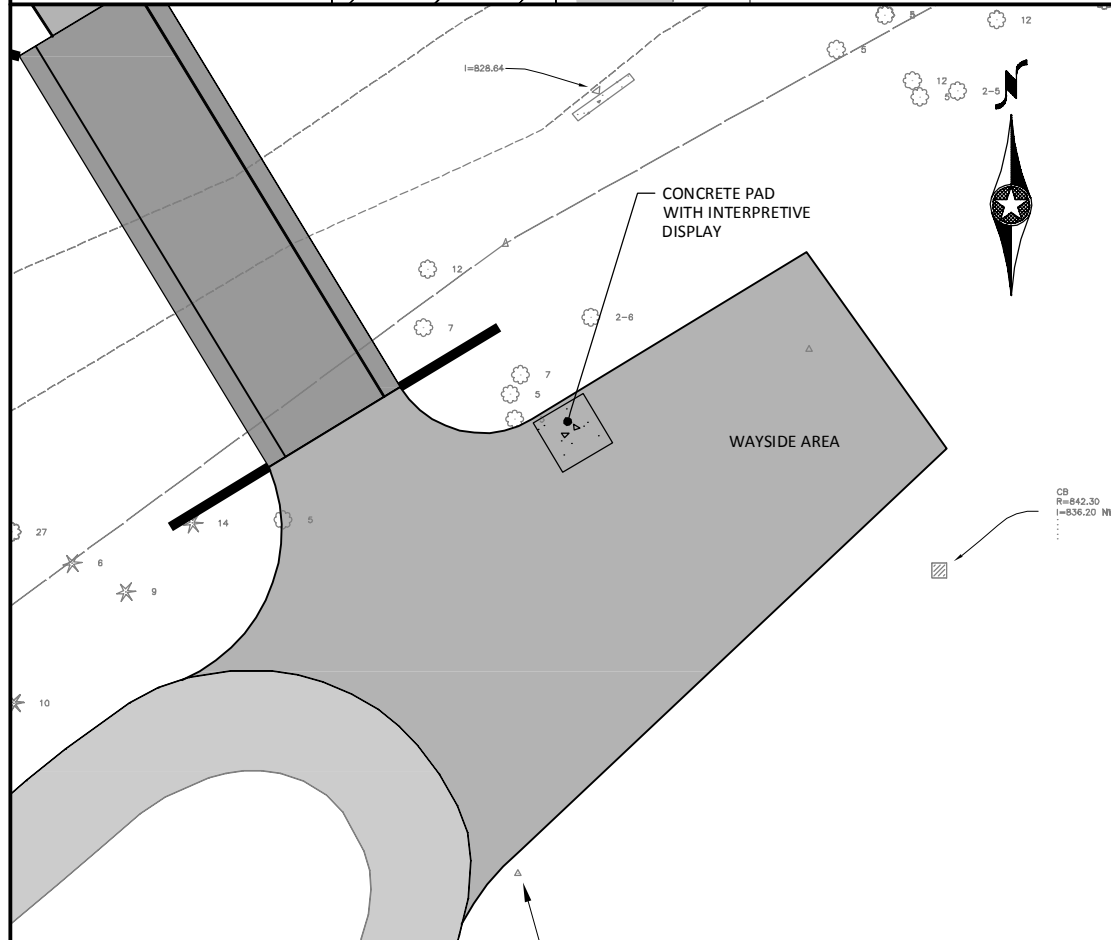 5
12
5
I=828.64
12
5
2-5
N
CONCRETE PAD
WITH INTERPRETIVE
DISPLAY
12
7
2-6
7
5
WAYSIDE AREA
CB
R=842.30
I=836.20
27
14
5
6
9
10